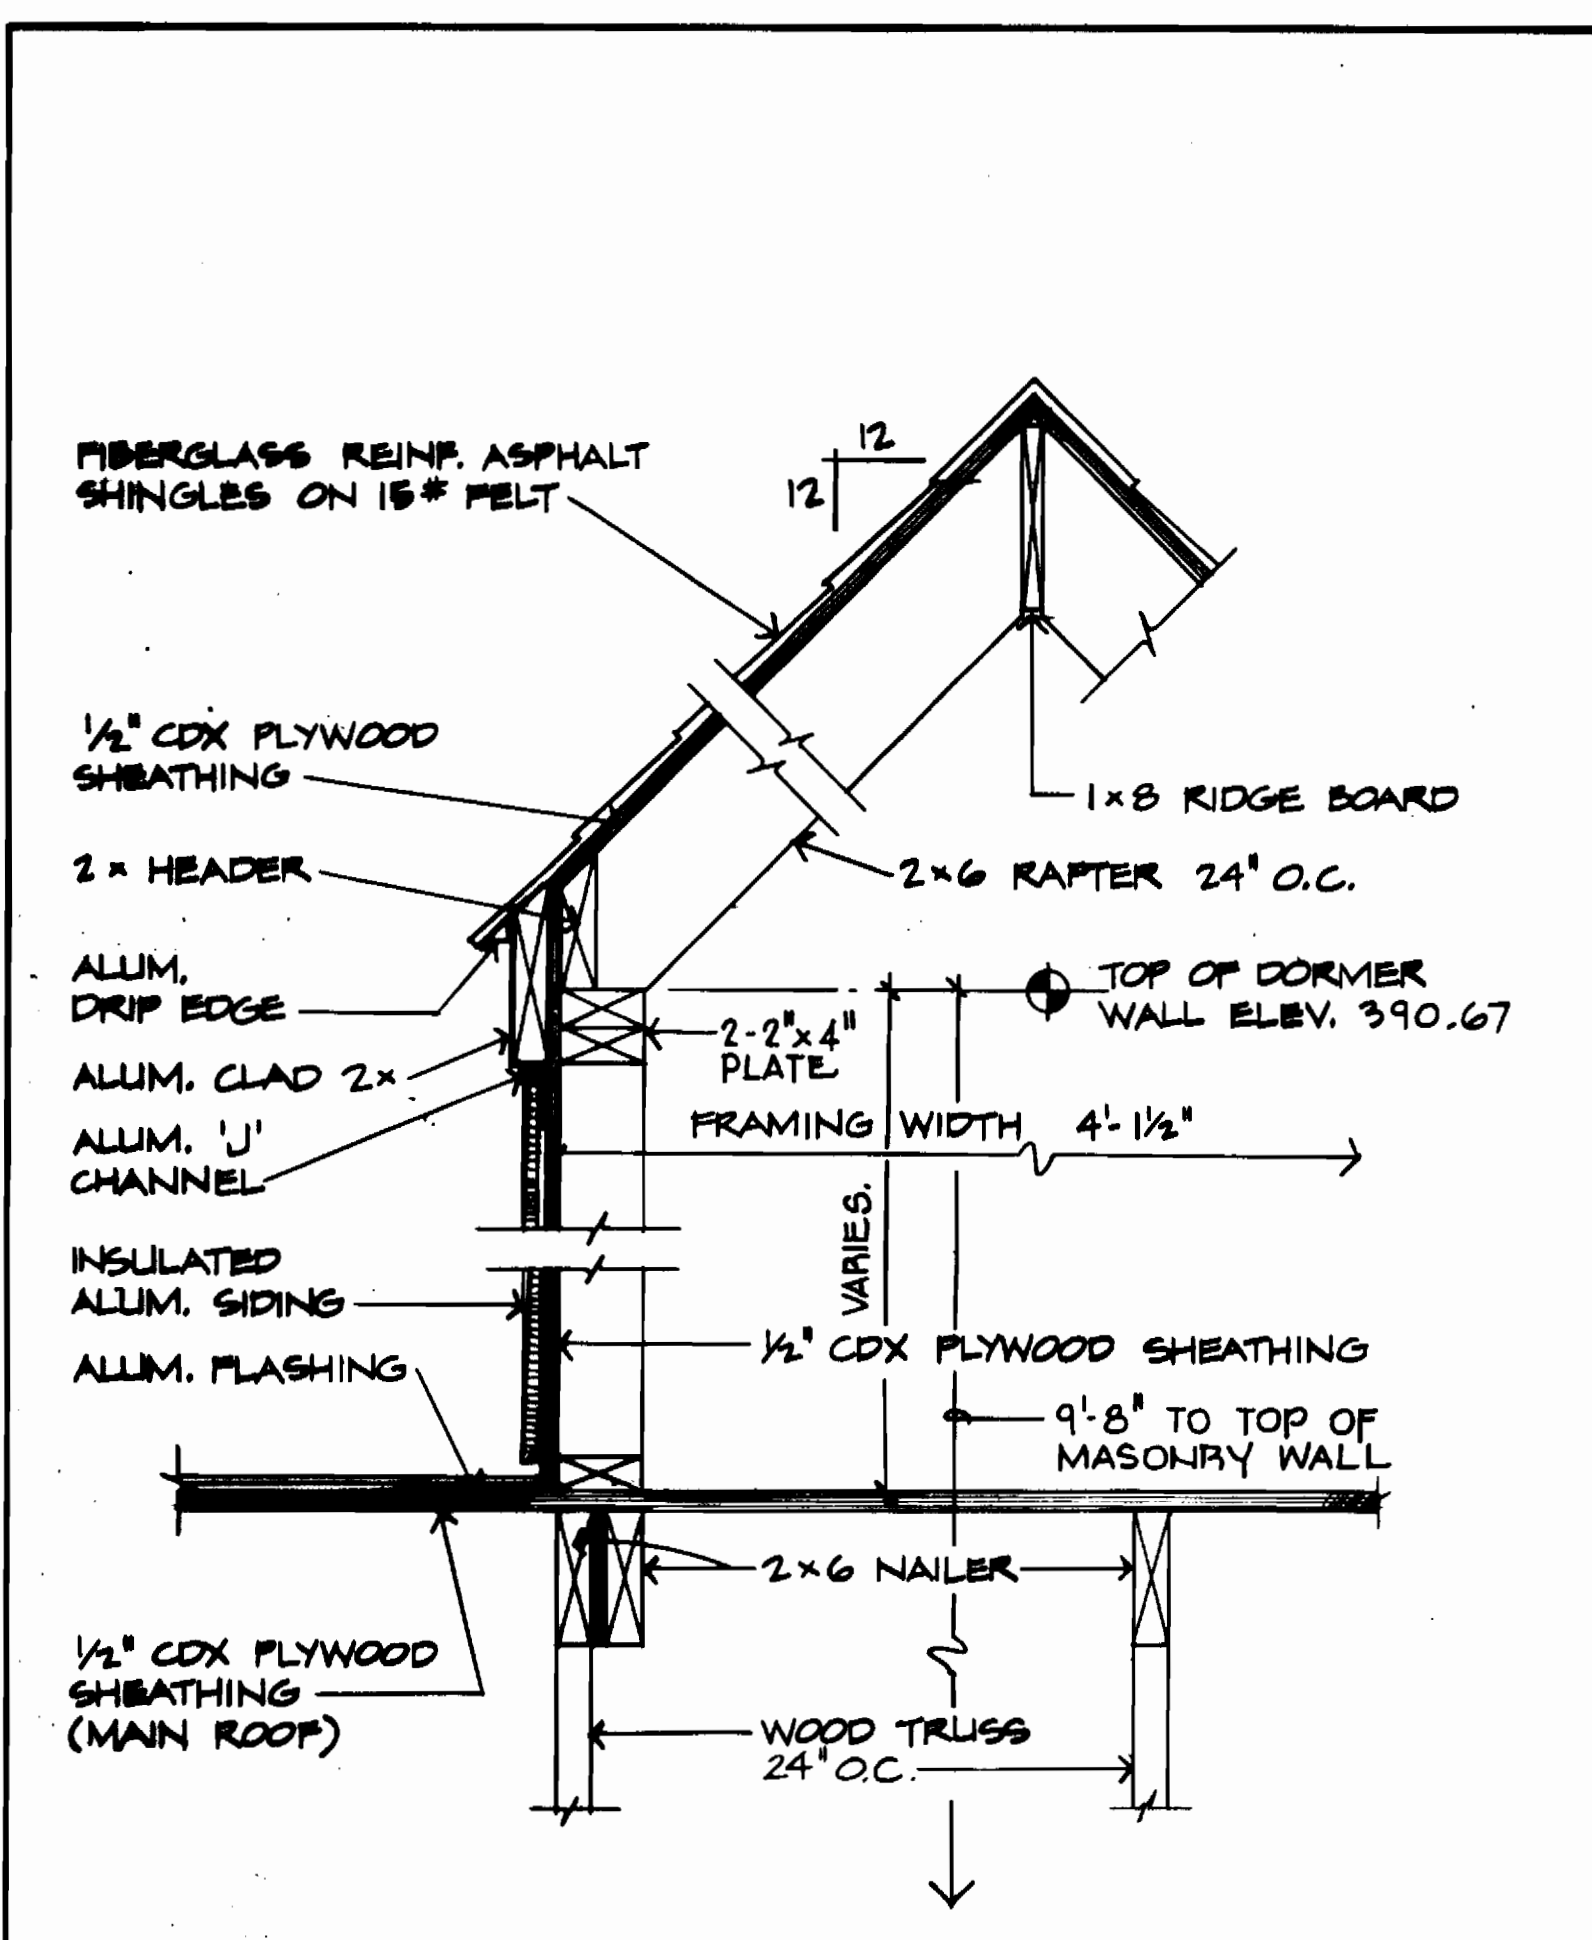 FIBERGLASS REINF. ASPHALT
SHINGLES ON 15# FELT
12
12
1/2" CDX PLYWOOD
SHEATHING
1x8 RIDGE BOARD
2 x HEADER
2x6 RAFTER 24" O.C.
ALUM.
DRIP EDGE
TOP OF DORMER
WALL ELEV. 390.67
2-2"x4"
PLATE
ALUM. CLAD 2x
FRAMING WIDTH 4'-1 1/2"
ALUM. 'J'
CHANNEL
VARIES.
INSULATED
ALUM. SIDING
1/2" CDX PLYWOOD SHEATHING
ALUM. FLASHING
9'-8" TO TOP OF
MASONRY WALL
2x6 NAILER
1/2" CDX PLYWOOD
SHEATHING
(MAIN ROOF)
WOOD TRUSS
24" O.C.